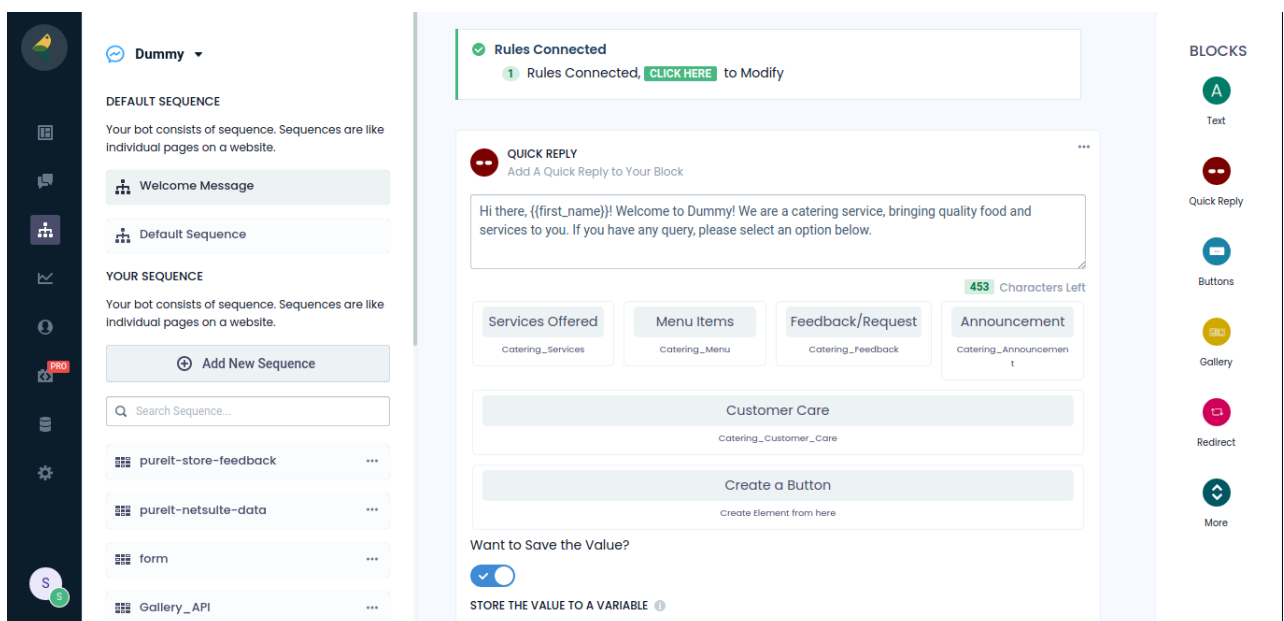 Dummy
DEFAULT SEQUENCE
Your bot consists of sequence. Sequences are like
individual pages on a website.
Welcome Message
Default Sequence
YOUR SEQUENCE
Your bot consists of sequence. Sequences are like
individual pages on a website.
Add New Sequence
Search Sequence...
pureit-store-feedback
pureit-netsuite-data
form
Gallery_API
PRO
S
S
Rules Connected
1 Rules Connected, CLICK HERE to Modify
QUICK REPLY
Add A Quick Reply to Your Block
Hi there, {{first_name}}! Welcome to Dummy! We are a catering service, bringing quality food and
services to you. If you have any query, please select an option below.
453 Characters Left
Services Offered Menu Items Feedback/Request Announcement
Catering_Services Catering_Menu Catering_Feedback Catering_Announcemen
t
Customer Care
Catering_Customer_Care
Create a Button
Create Element from here
Want to Save the Value?
STORE THE VALUE TO A VARIABLE
BLOCKS
A
Text
Quick Reply
Buttons
Gallery
Redirect
More